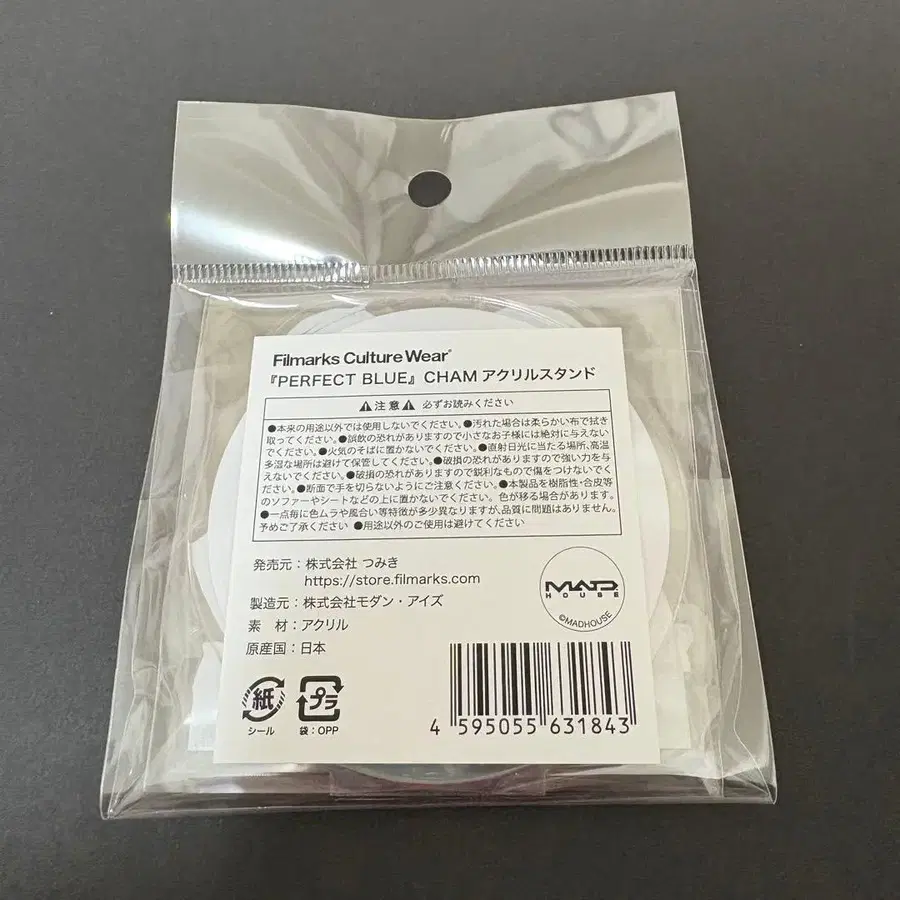 Filmarks Culture Wear®
『PERFECT BLUE』 CHAM アクリルスタンド
⚠注意⚠ 必ずお読みください
●本来の用途以外では使用しないでください。●汚れた場合は柔らかい布で拭き
取ってください。●誤飲の恐れがありますので小さなお子様には絶対に与えない
でください。●火気のそばに置かないでください。●直射日光に当たる場所、高温
多湿な場所は避けて保管してください。●破損の恐れがありますので強い力を与
えないでください。●破損の恐れがありますので鋭利なもので傷をつけないでくだ
さい。●断面で手を切らないようにご注意ください。●本製品を樹脂性・合皮等
のソファーやシートなどの上に置かないでください。色が移る場合があります。
●一点毎に色ムラや風合い等特徴が多少異なりますが、品質に問題はありません。
予めご了承ください ●用途以外のご使用は避けてください
発売元：株式会社 つみき
https://store.filmarks.com
製造元：株式会社モダン・アイズ
素 材：アクリル
原産国：日本
MAD
HOUSE
©MADHOUSE
紙
シール
プラ
袋：OPP
4 595055 631843